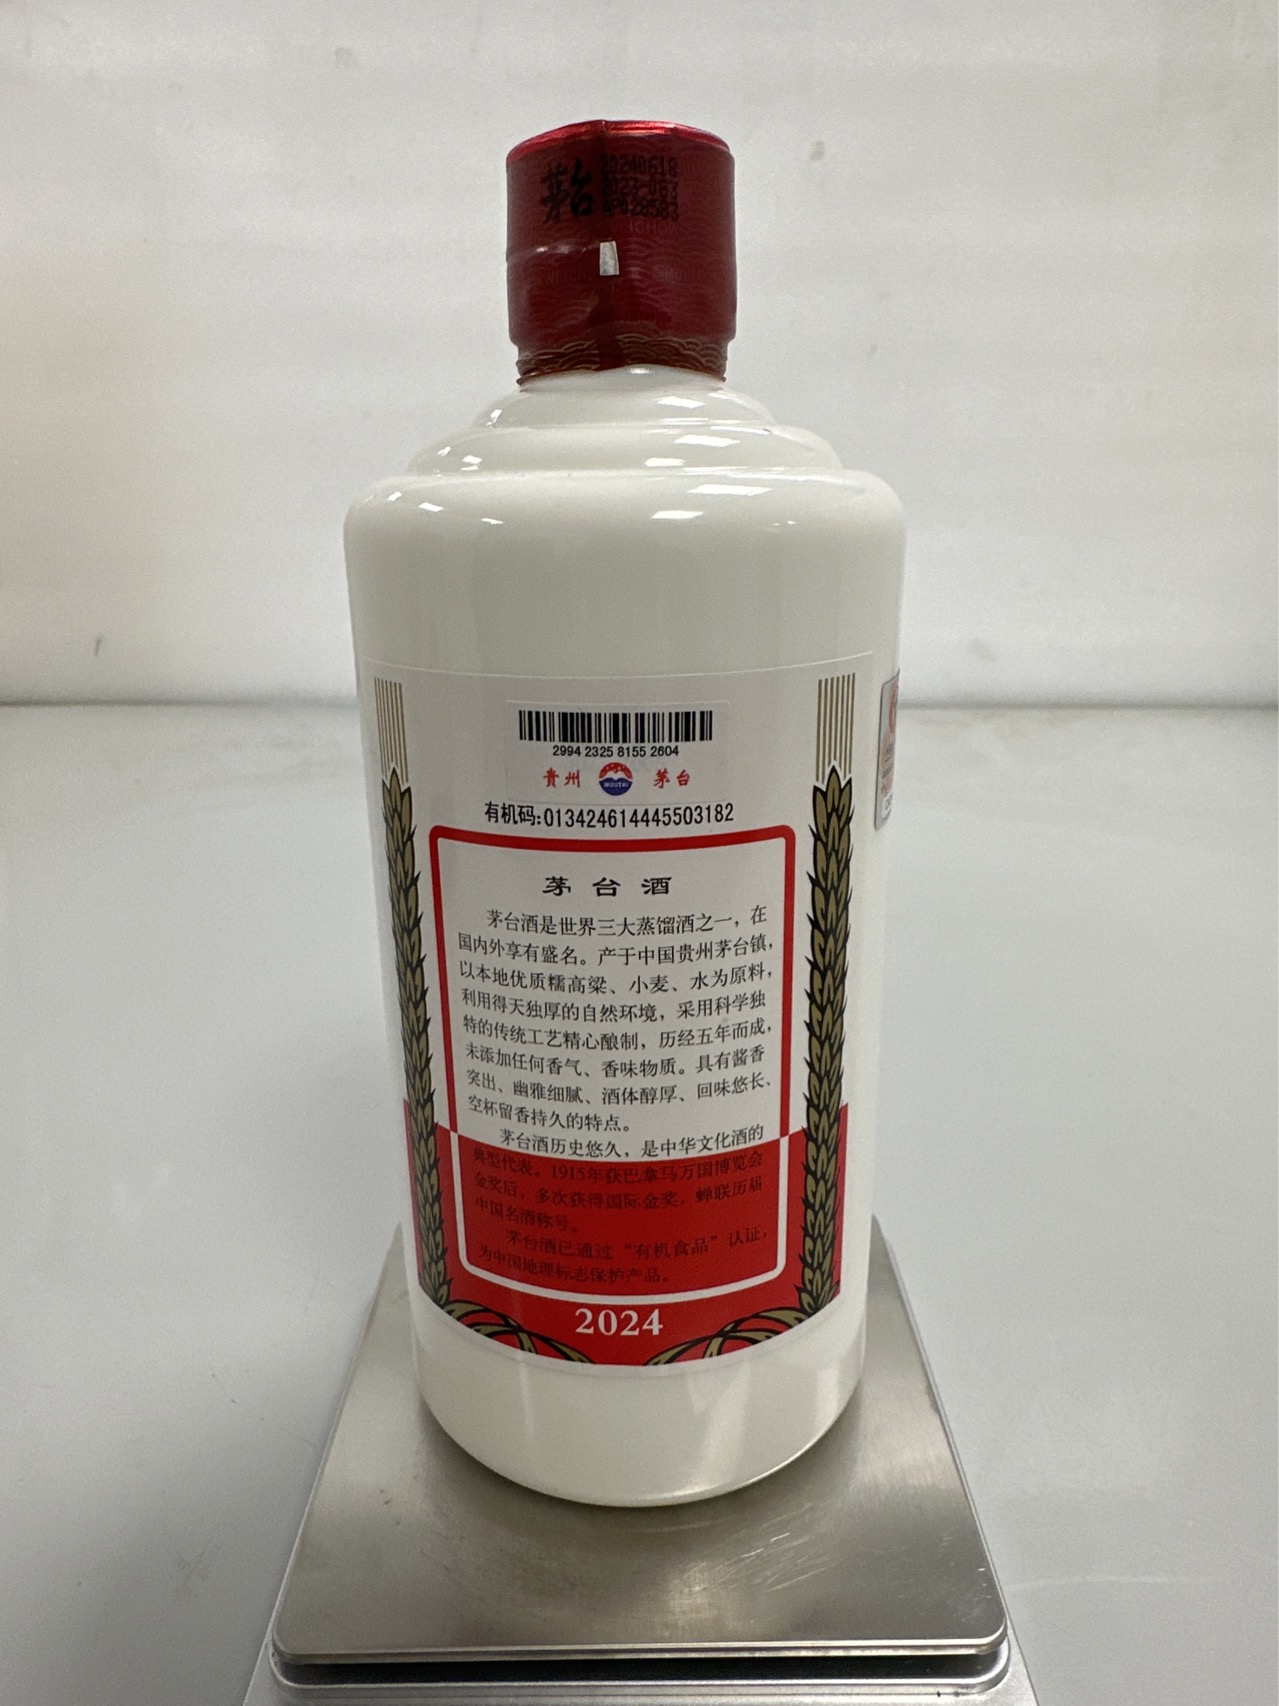 茅台
20240618
2023-083
029583
2994 2325 8155 2604
貴州 MOUTAI 茅台
有机码:013424614445503182
茅台酒
茅台酒是世界三大蒸馏酒之一，在
国内外享有盛名。产于中国贵州茅台镇，
以本地优质糯高粱、小麦、水为原料，
利用得天独厚的自然环境，采用科学独
特的传统工艺精心酿制，历经五年而成，
未添加任何香气、香味物质。具有酱香
突出、幽雅细腻、酒体醇厚、回味悠长、
空杯留香持久的特点。
茅台酒历史悠久，是中华文化酒的
典型代表。1915年获巴拿马万国博览会
金奖后，多次获得国际金奖，蝉联历届
中国名酒称号。
茅台酒已通过“有机食品”认证，
为中国地理标志保护产品。
2024